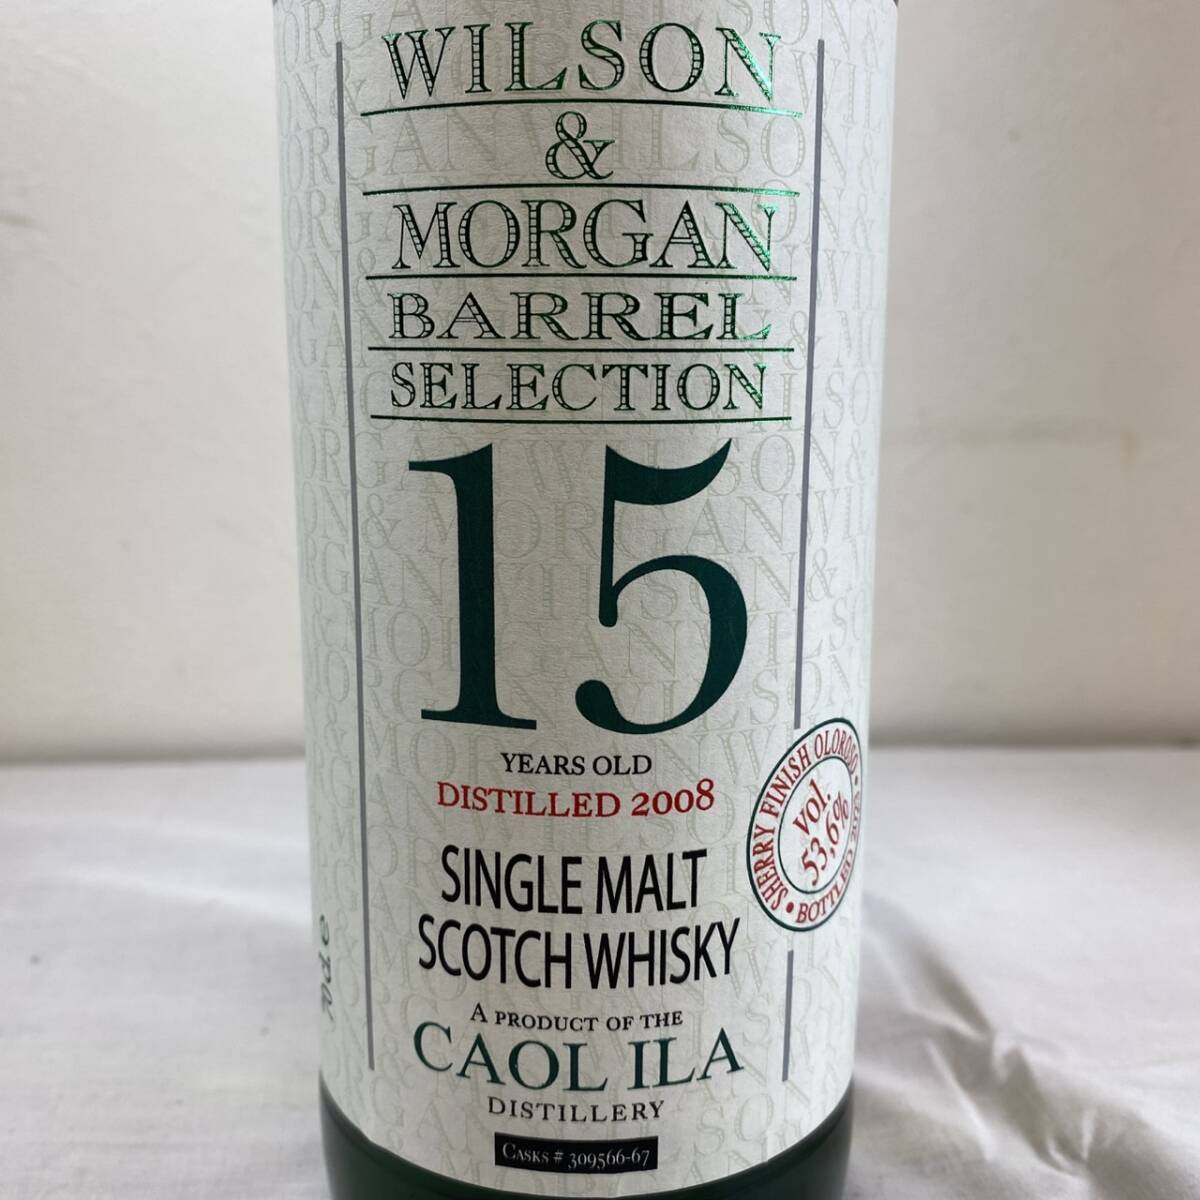 WILSON
&
MORGAN
BARREL
SELECTION
15
YEARS OLD
DISTILLED 2008
SINGLE MALT
SCOTCH WHISKY
A PRODUCT OF THE
CAOL ILA
DISTILLERY
CASKS # 309566-67
SHERRY FINISH OLOROSO
vol.
53,6%
BOTTLED
70cl e